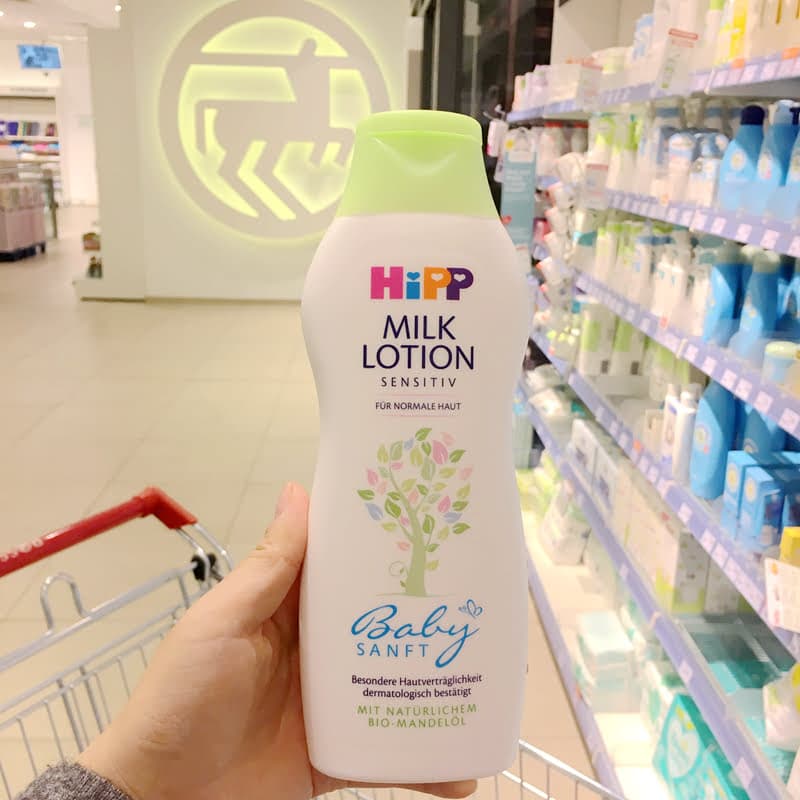 HiPP
MILK
LOTION
SENSITIV
FÜR NORMALE HAUT
Baby
SANFT
Besondere Hautverträglichkeit
dermatologisch bestätigt
MIT NATÜRLICHEM
BIO-MANDELÖL